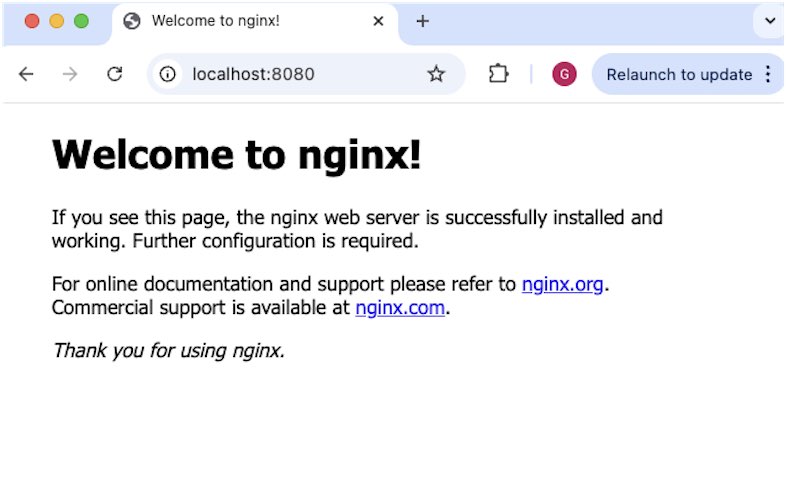 Welcome to nginx!
localhost:8080
G
Relaunch to update
Welcome to nginx!
If you see this page, the nginx web server is successfully installed and
working. Further configuration is required.
For online documentation and support please refer to nginx.org.
Commercial support is available at nginx.com.
Thank you for using nginx.